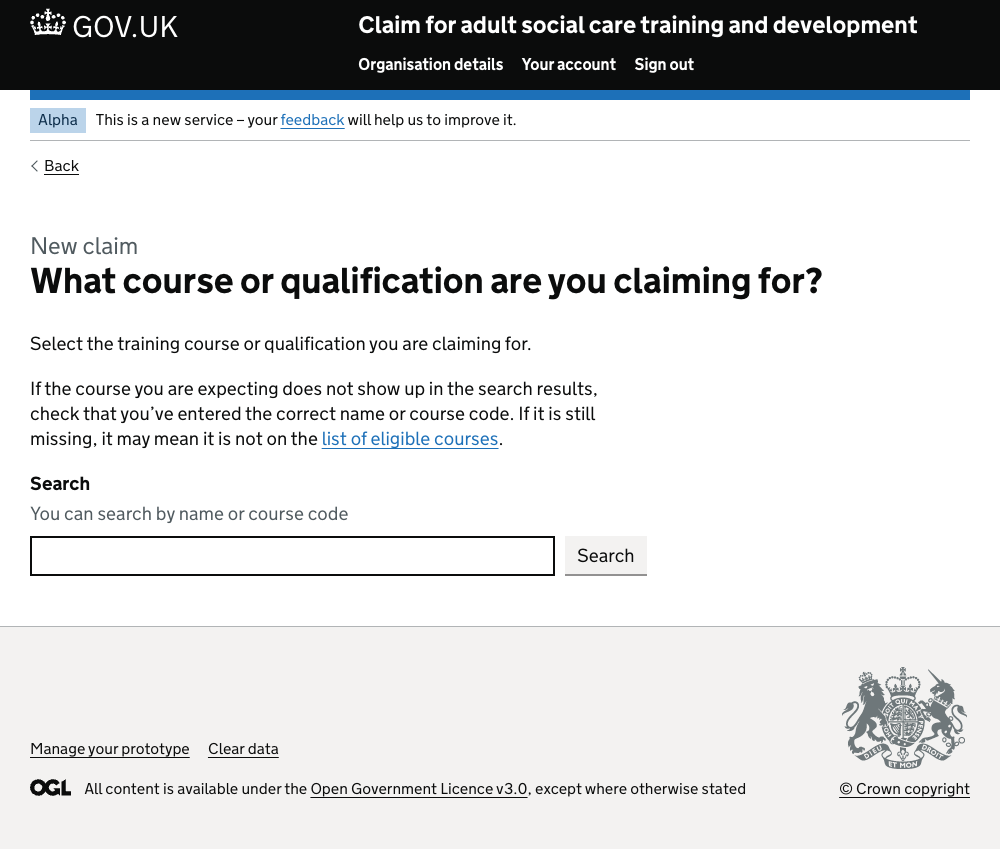 GOV.UK
Claim for adult social care training and development
Organisation details Your account Sign out
Alpha This is a new service – your feedback will help us to improve it.
Back
New claim
What course or qualification are you claiming for?
Select the training course or qualification you are claiming for.
If the course you are expecting does not show up in the search results,
check that you’ve entered the correct name or course code. If it is still
missing, it may mean it is not on the list of eligible courses.
Search
You can search by name or course code
Search
Manage your prototype Clear data
OGL All content is available under the Open Government Licence v3.0, except where otherwise stated
DIEU ET MON DROIT
© Crown copyright